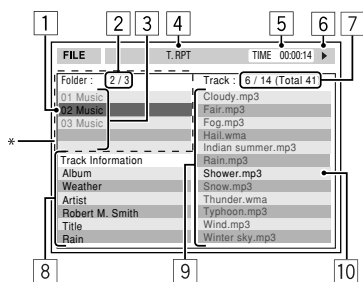 1 2 3 4 5 6 7
FILE T. RPT TIME 00:00:14
Folder : 2 / 3 Track : 6 / 14 (Total 41
01 Music Cloudy.mp3
02 Music Fair.mp3
03 Music Fog.mp3
Hail.wma
* Indian summer.mp3
Rain.mp3
Track Information Shower.mp3
Album Snow.mp3
Weather Thunder.wma
Artist Typhoon.mp3
Robert M. Smith Wind.mp3
Title Winter sky.mp3
Rain
8 9 10